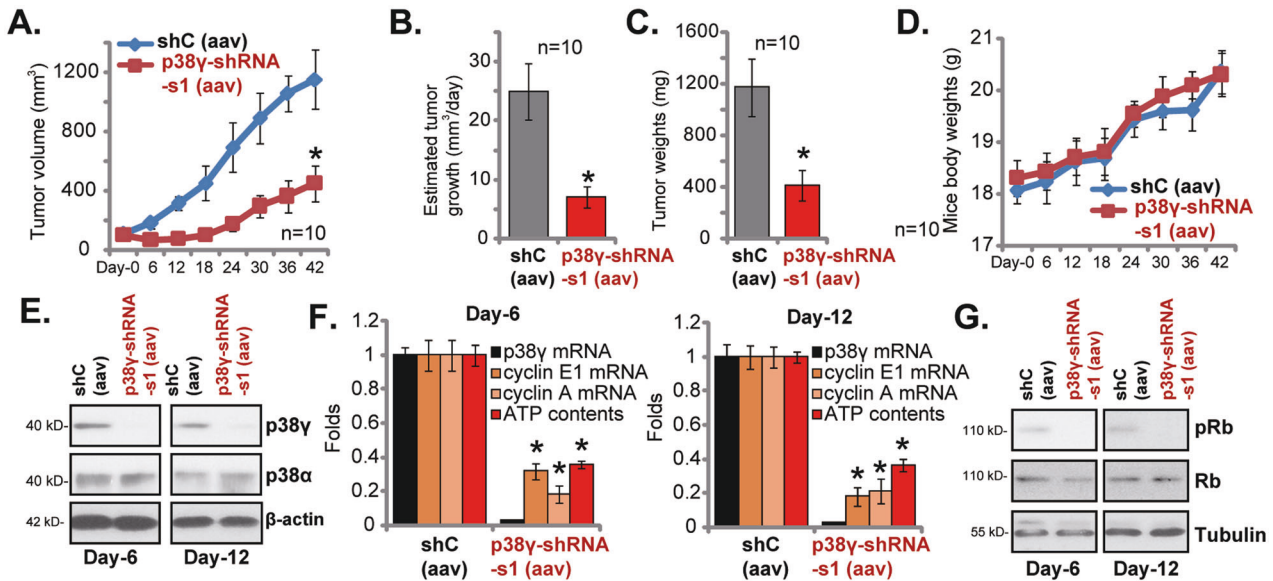 A.
shC (aav)
p38γ-shRNA
-s1 (aav)
Tumor volume (mm³)
1200
800
400
0
*
n=10
Day-0 6 12 18 24 30 36 42
B.
n=10
Estimated tumor
growth (mm³/day)
30
20
10
0
*
shC
(aav)
p38γ-shRNA
-s1 (aav)
C.
n=10
Tumor weights (mg)
1600
1200
800
400
0
*
shC
(aav)
p38γ-shRNA
-s1 (aav)
D.
Mice body weights (g)
21
20
19
18
17
n=10
shC (aav)
p38γ-shRNA
-s1 (aav)
Day-0 6 12 18 24 30 36 42
E.
shC
(aav)
p38γ-shRNA
-s1 (aav)
shC
(aav)
p38γ-shRNA
-s1 (aav)
40 kD-
p38γ
40 kD-
p38α
42 kD-
β-actin
Day-6
Day-12
F.
Day-6
Folds
1.2
1
0.8
0.6
0.4
0.2
0
p38γ mRNA
cyclin E1 mRNA
cyclin A mRNA
ATP contents
* * *
shC
(aav)
p38γ-shRNA
-s1 (aav)
Day-12
Folds
1.2
1
0.8
0.6
0.4
0.2
0
p38γ mRNA
cyclin E1 mRNA
cyclin A mRNA
ATP contents
* * *
shC
(aav)
p38γ-shRNA
-s1 (aav)
G.
shC
(aav)
p38γ-shRNA
-s1 (aav)
shC
(aav)
p38γ-shRNA
-s1 (aav)
110 kD-
pRb
110 kD-
Rb
55 kD-
Tubulin
Day-6
Day-12